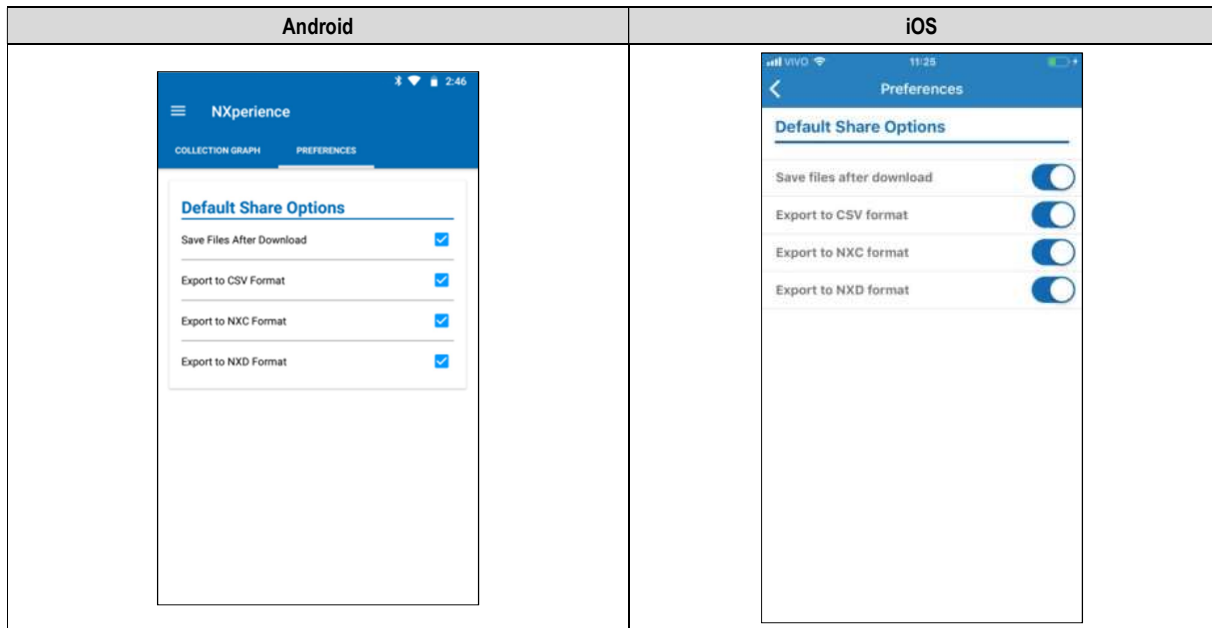 Android
iOS
2:46
NXperience
COLLECTION GRAPH PREFERENCES
Default Share Options
Save Files After Download
Export to CSV Format
Export to NXC Format
Export to NXD Format
VIVO 11:25
Preferences
Default Share Options
Save files after download
Export to CSV format
Export to NXC format
Export to NXD format